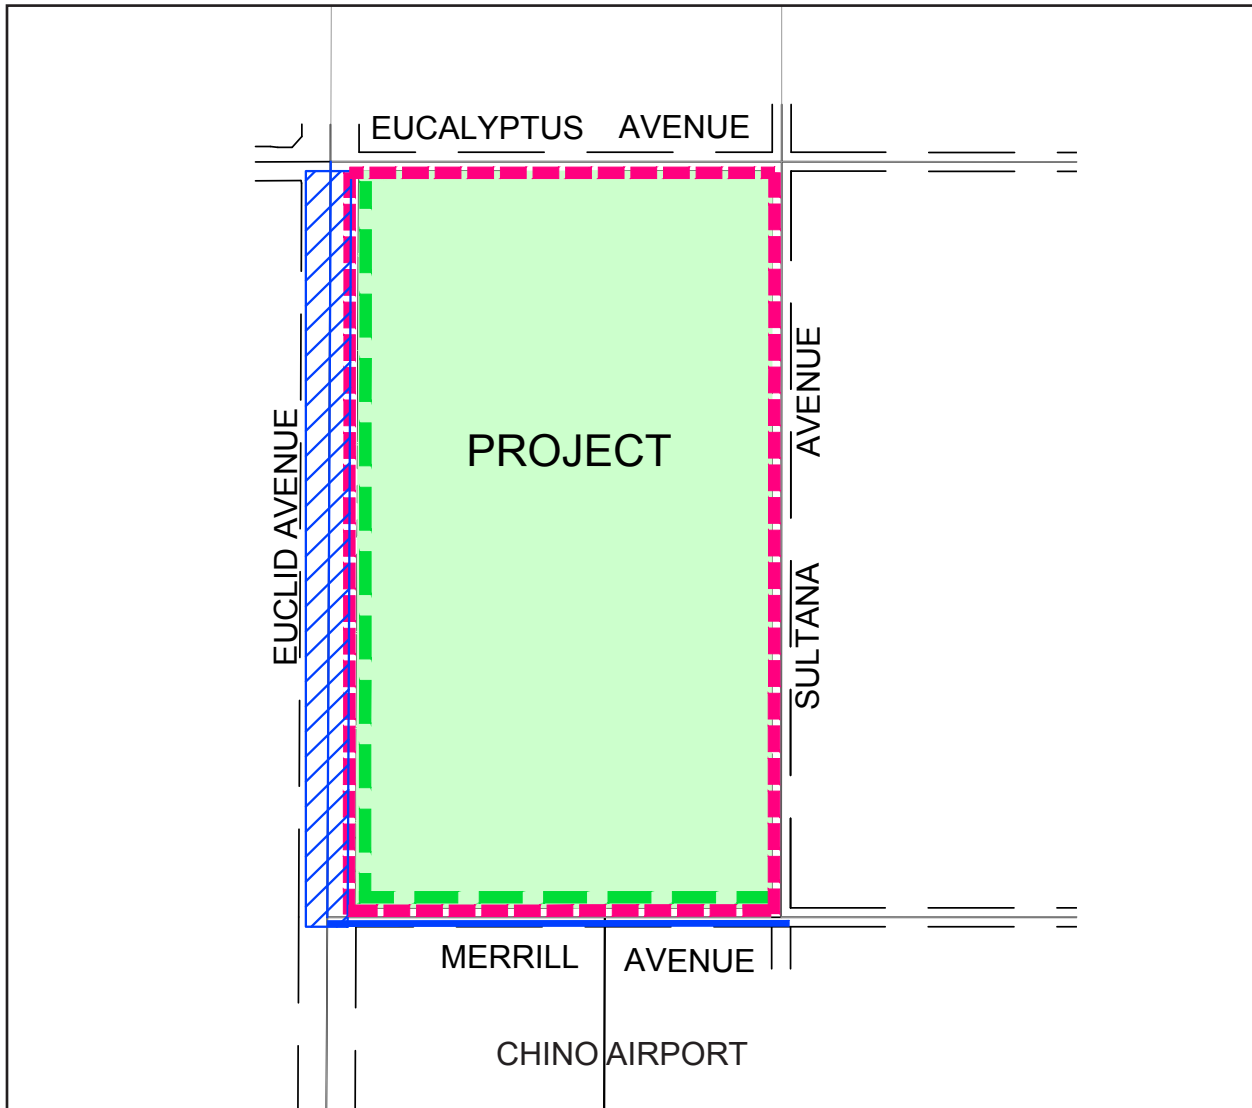 EUCALYPTUS AVENUE
PROJECT
EUCLID AVENUE
SULTANA AVENUE
MERRILL AVENUE
CHINO AIRPORT